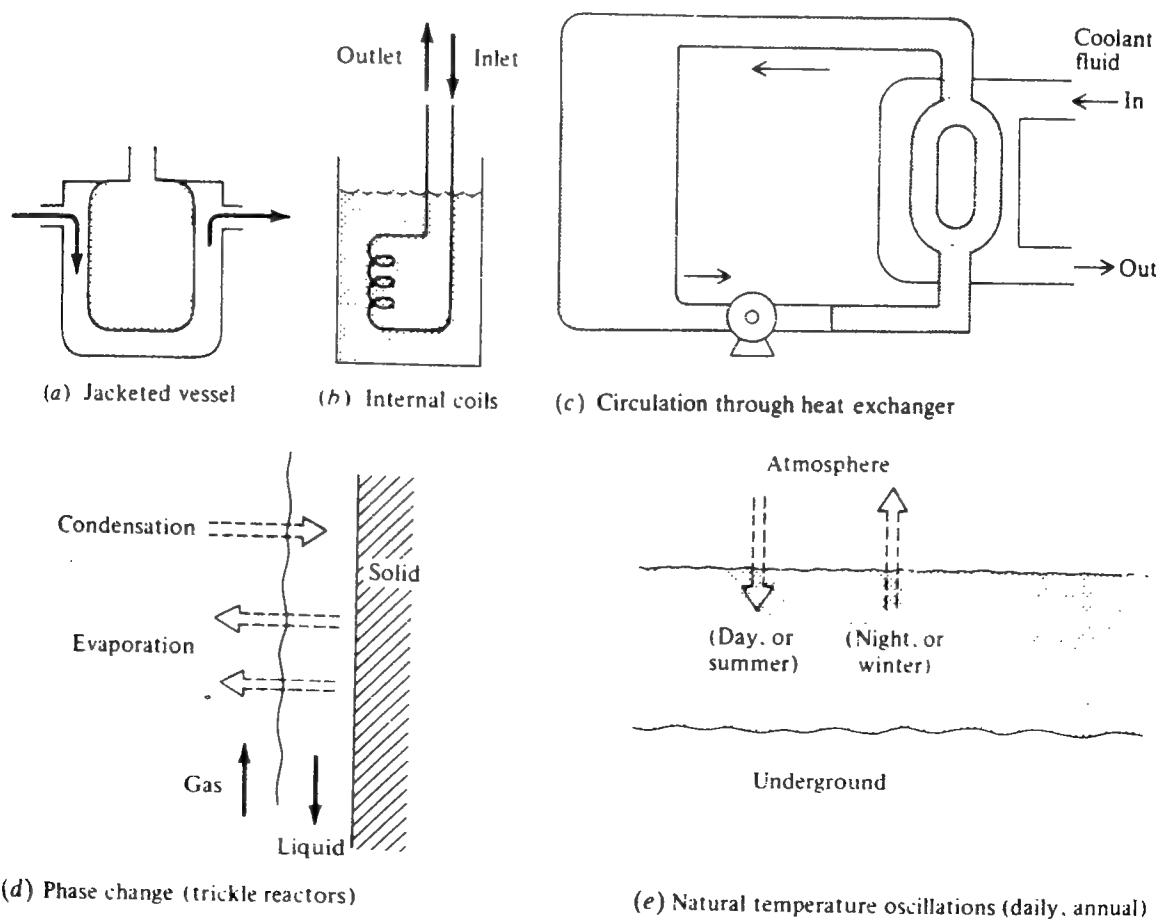 Outlet
Inlet
Coolant
fluid
In
Out
(a) Jacketed vessel
(b) Internal coils
(c) Circulation through heat exchanger
Condensation
Solid
Evaporation
Gas
Liquid
(d) Phase change (trickle reactors)
Atmosphere
(Day, or
summer)
(Night, or
winter)
Underground
(e) Natural temperature oscillations (daily, annual)